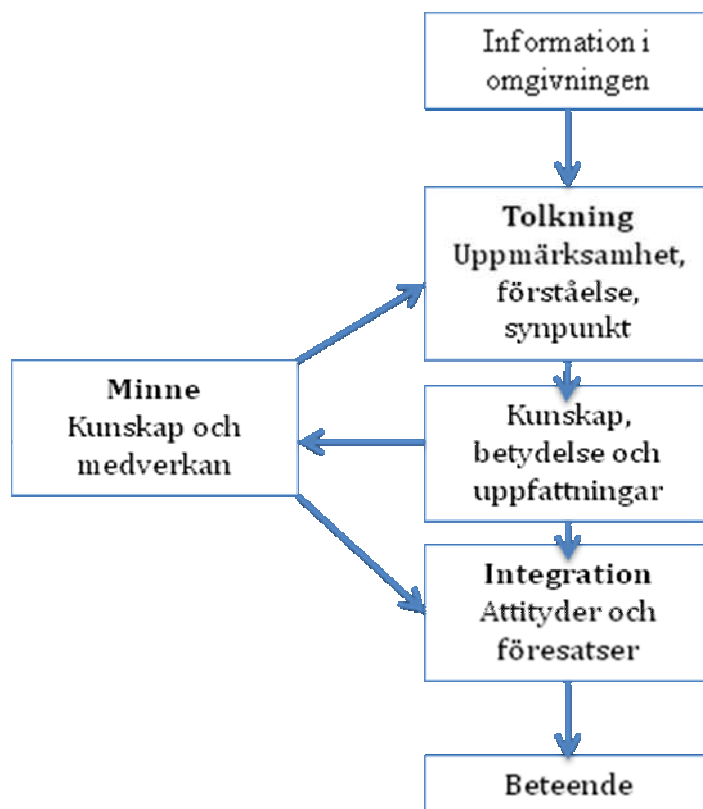 Information i
omgivningen
Tolkning
Uppmärksamhet,
förståelse,
synpunkt
Minne
Kunskap och
medverkan
Kunskap,
betydelse och
uppfattningar
Integration
Attityder och
föresatser
Beteende